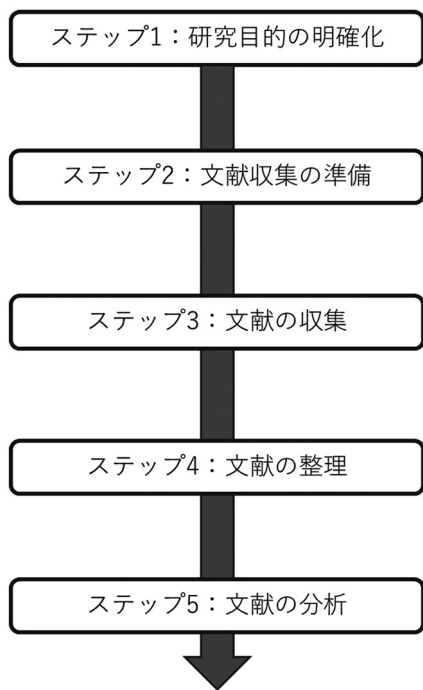 ステップ1：研究目的の明確化
ステップ2：文献収集の準備
ステップ3：文献の収集
ステップ4：文献の整理
ステップ5：文献の分析